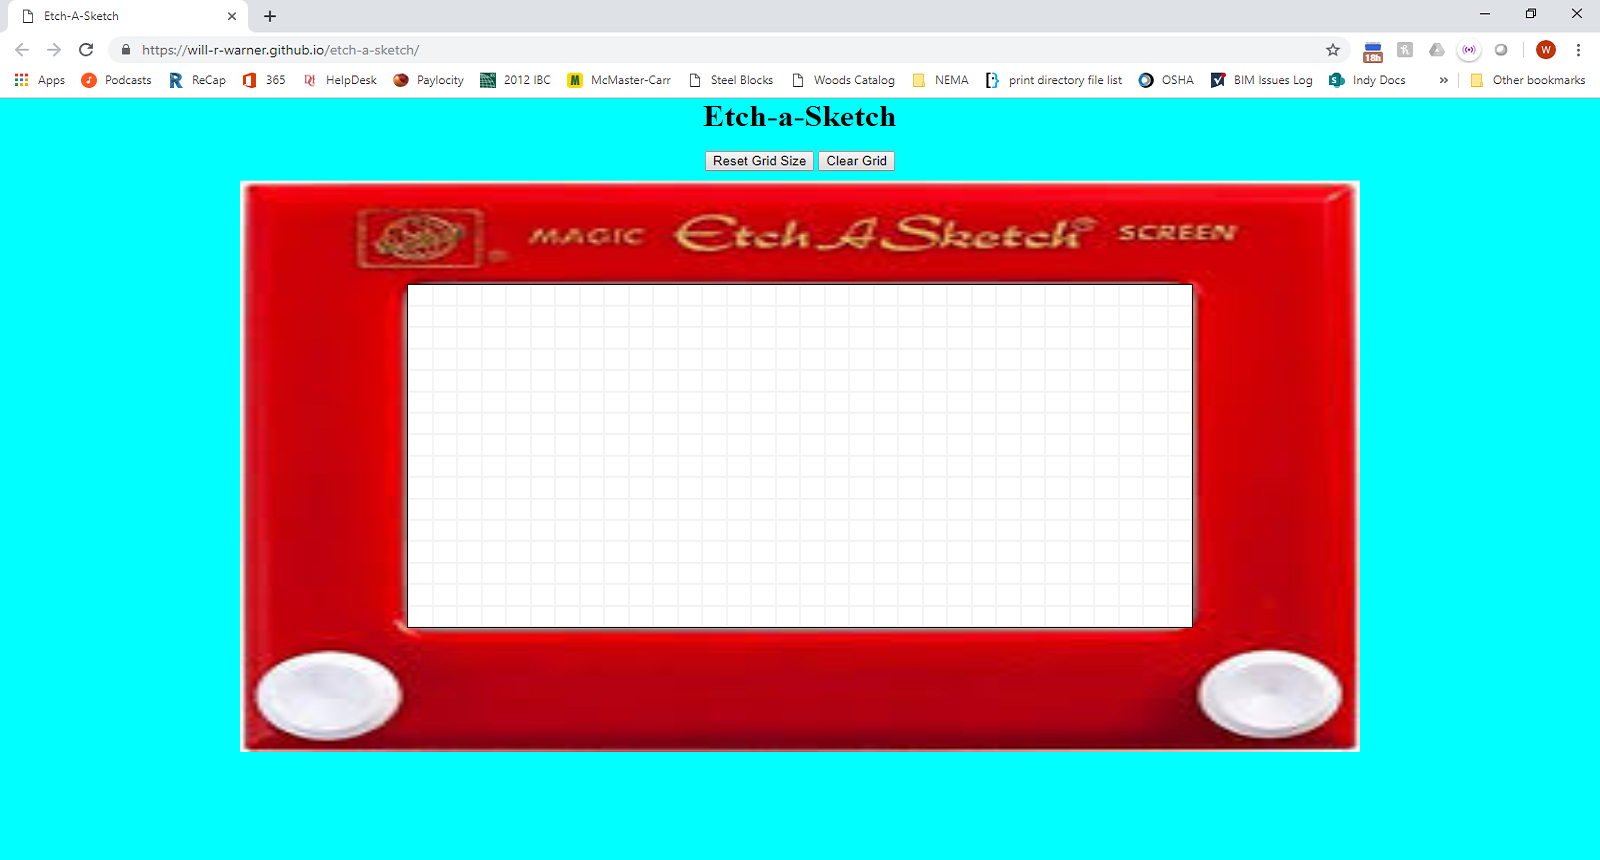 Etch-A-Sketch
https://will-r-warner.github.io/etch-a-sketch/
18h
W
Apps Podcasts ReCap 365 HelpDesk Paylocity 2012 IBC McMaster-Carr Steel Blocks Woods Catalog NEMA print directory file list OSHA BIM Issues Log Indy Docs » Other bookmarks
Etch-a-Sketch
Reset Grid Size Clear Grid
MAGIC Etch A Sketch® SCREEN